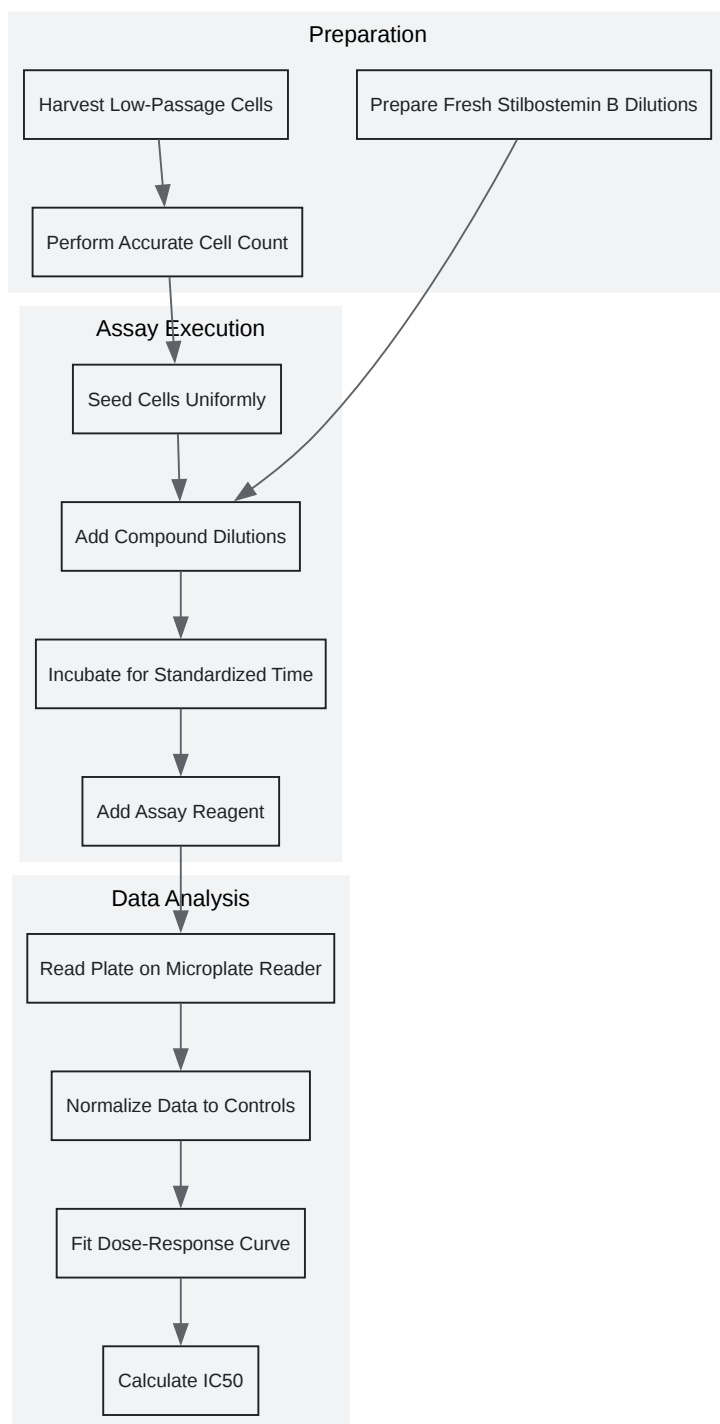 Preparation
Harvest Low-Passage Cells
Prepare Fresh Stilbostemin B Dilutions
Perform Accurate Cell Count
Assay Execution
Seed Cells Uniformly
Add Compound Dilutions
Incubate for Standardized Time
Add Assay Reagent
Data Analysis
Read Plate on Microplate Reader
Normalize Data to Controls
Fit Dose-Response Curve
Calculate IC50